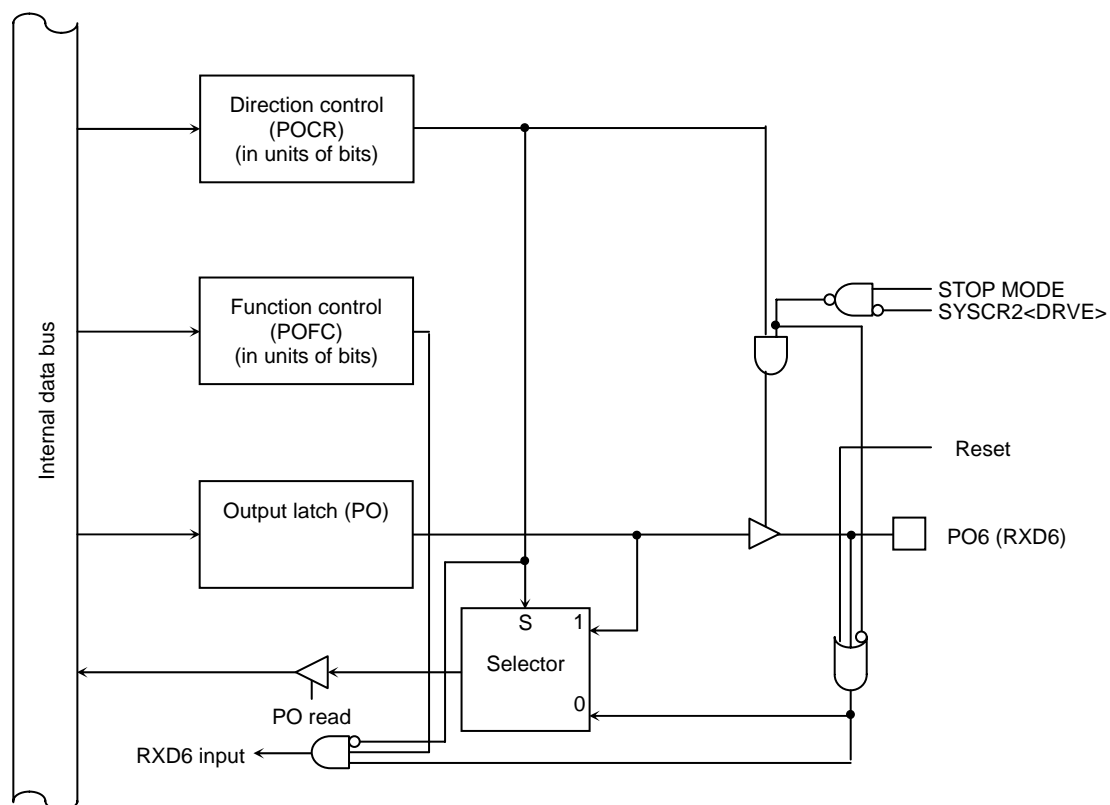 Internal data bus
Direction control
(POCR)
(in units of bits)
Function control
(POFC)
(in units of bits)
STOP MODE
SYSCR2<DRVE>
Reset
Output latch (PO)
PO6 (RXD6)
S
1
Selector
0
PO read
RXD6 input